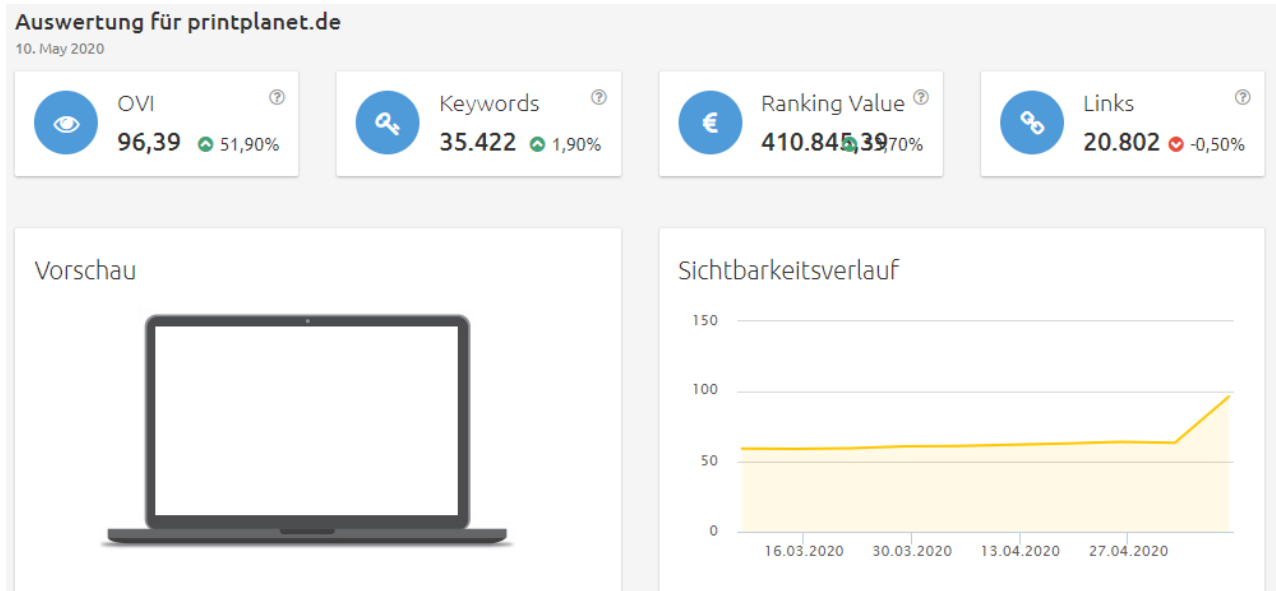 Auswertung für printplanet.de
10. May 2020
OVI
96,39 51,90%
Keywords
35.422 1,90%
Ranking Value
410.845,39 70%
Links
20.802 -0,50%
Vorschau
Sichtbarkeitsverlauf
150
100
50
0
16.03.2020 30.03.2020 13.04.2020 27.04.2020